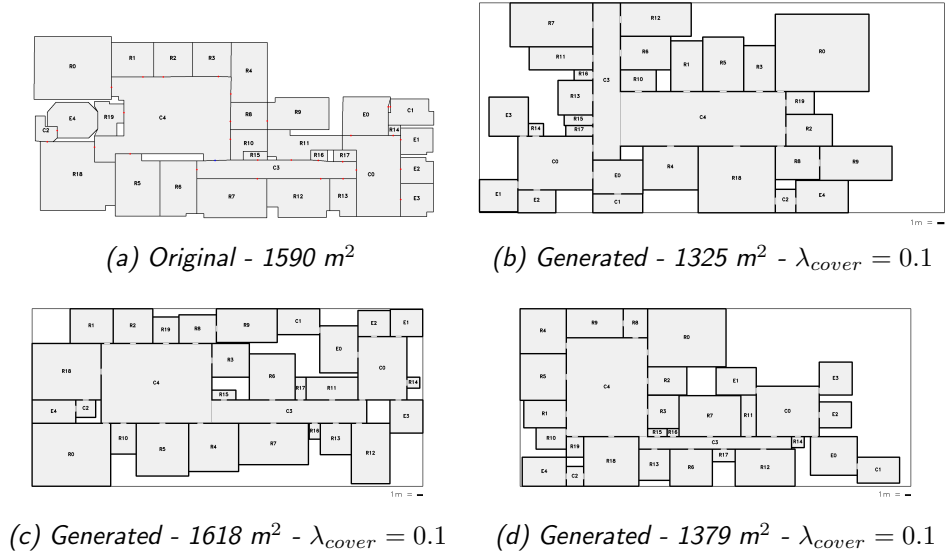 R0 R1 R2 R3 R4
E4 C2 R19 C4 R8 R9 E0 C1
R14 E1
R10 R11
R15 R16 R17
R18 R5 R6 C3 C0 E2
R7 R12 R13 E3
(a) Original - 1590 m²
R7 R12
R11 C3 R6 R1 R5 R3 R0
R16 R10
R13 R19
E3 R15 C4 R2
R14 R17
C0 E0 R4 R18 R8 R9
E1 E2 C1 C2 E4
1m =
(b) Generated - 1325 m² - λcover = 0.1
R1 R2 R19 R8 R9 C1 E2 E1
R18 C4 R3 R6 E0 C0
R17 R11 R14
R15
E4 C2 C3 E3
R16
R0 R10 R5 R4 R7 R13 R12
1m =
(c) Generated - 1618 m² - λcover = 0.1
R4 R9 R8 R0
R5 C4 R2 E1 E3
R1 R3 R7 R11 C0 E2
R10 R15 R16
R19 C3 R14
R17 E0
E4 C2 R18 R13 R6 R12 C1
1m =
(d) Generated - 1379 m² - λcover = 0.1